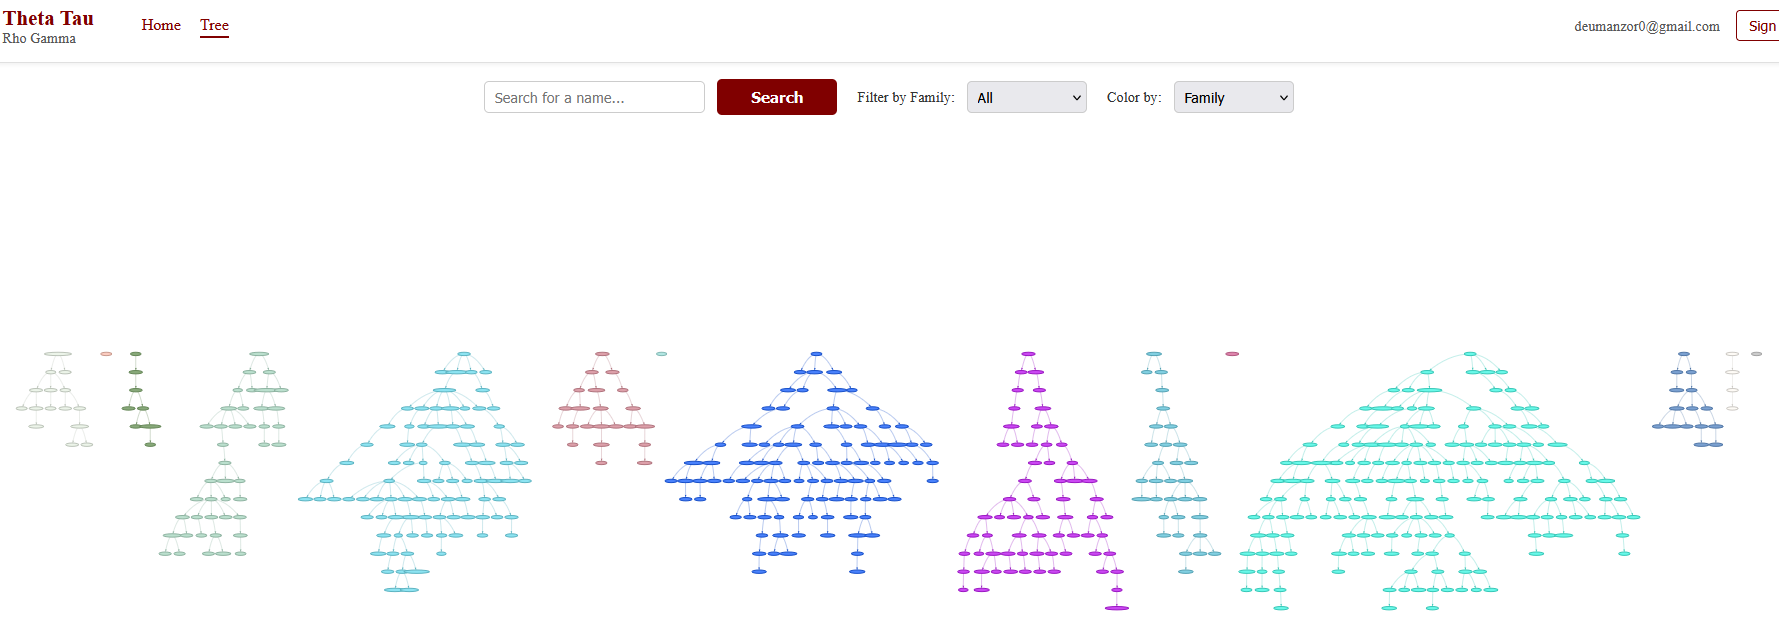 Theta Tau
Rho Gamma
Home Tree
deumanzor0@gmail.com Sign
Search for a name... Search Filter by Family: All Color by: Family